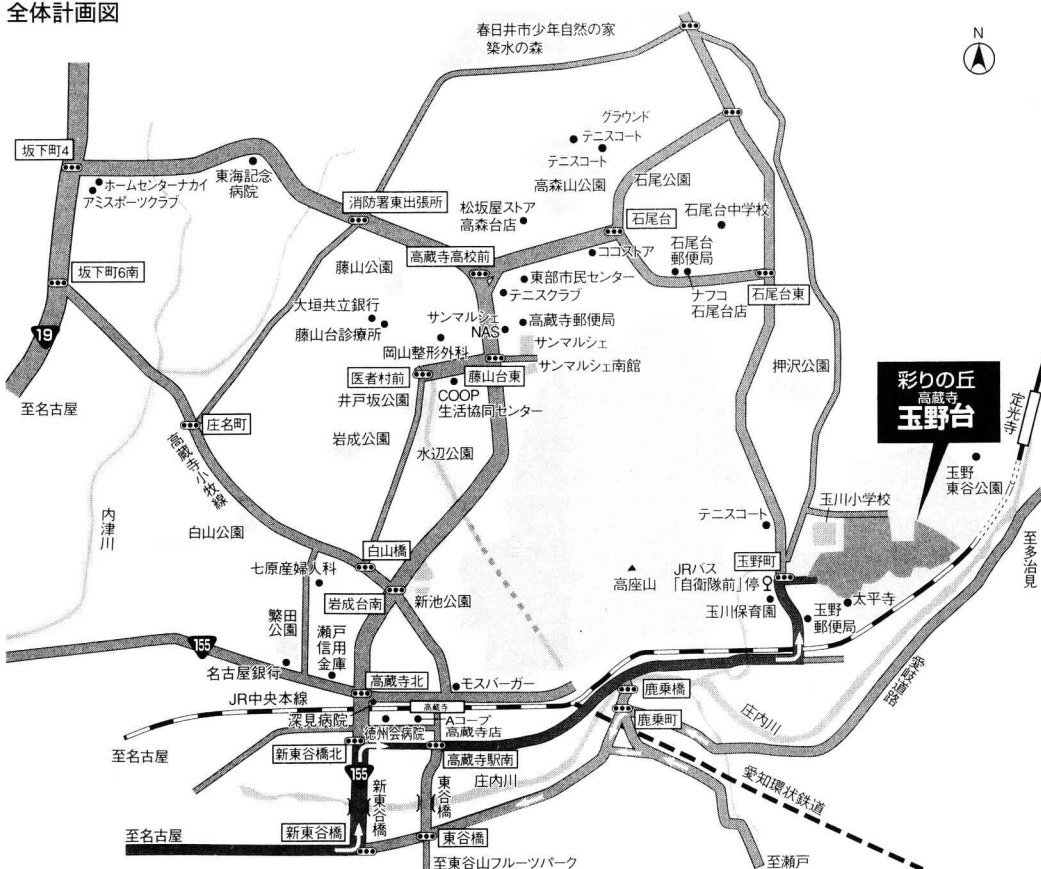 全体計画図
春日井市少年自然の家
築水の森
N
グラウンド
テニスコート
テニスコート
高森山公園
石尾公園
坂下町4
ホームセンターナカイ
アミスポーツクラブ
東海記念
病院
消防署東出張所
松坂屋ストア
高森台店
石尾台
石尾台中学校
ココストア
石尾台
郵便局
ナフコ
石尾台店
石尾台東
坂下町6南
藤山公園
高蔵寺高校前
東部市民センター
テニスクラブ
大垣共立銀行
藤山台診療所
サンマルシェ
NAS
高蔵寺郵便局
岡山整形外科
サンマルシェ
サンマルシェ南館
医者村前
藤山台東
井戸坂公園
COOP
生活協同センター
押沢公園
19
至名古屋
庄名町
高蔵寺小牧線
岩成公園
水辺公園
彩りの丘
高蔵寺
玉野台
定光寺
玉野
東谷公園
内津川
白山公園
白山橋
テニスコート
玉川小学校
至多治見
七原産婦人科
岩成台南
新池公園
高座山
JRバス
「自衛隊前」停
玉野町
玉川保育園
玉野
郵便局
太平寺
繁田
公園
瀬戸
信用
金庫
155
名古屋銀行
高蔵寺北
モスバーガー
JR中央本線
高蔵寺
深見病院
徳州会病院
Aコープ
高蔵寺店
鹿乗橋
鹿乗町
庄内川
愛岐道路
至名古屋
新東谷橋北
高蔵寺駅南
155
新東谷橋
東谷橋
庄内川
愛知環状鉄道
至名古屋
新東谷橋
東谷橋
至東谷山フルーツパーク
至瀬戸